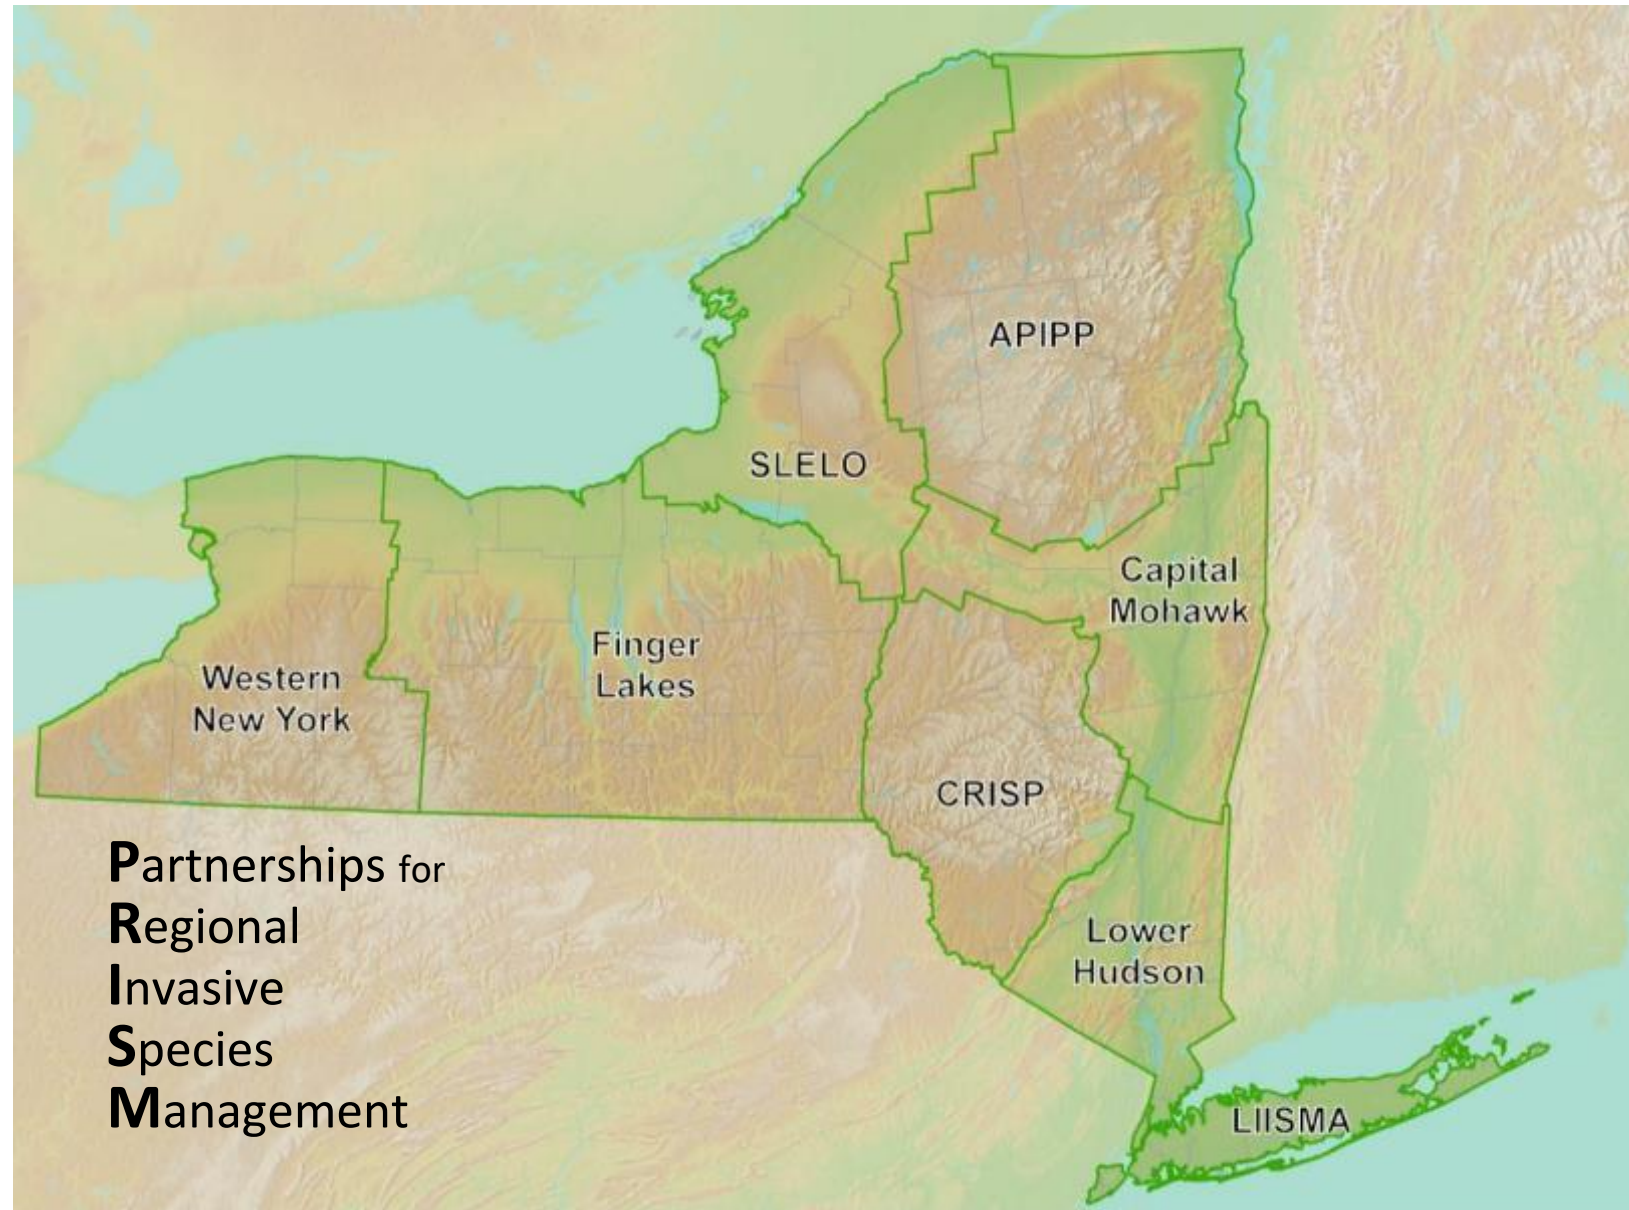 APIPP
SLELO
Capital
Mohawk
Finger
Lakes
Western
New York
CRISP
Partnerships for
Regional
Invasive
Species
Management
Lower
Hudson
LIISMA